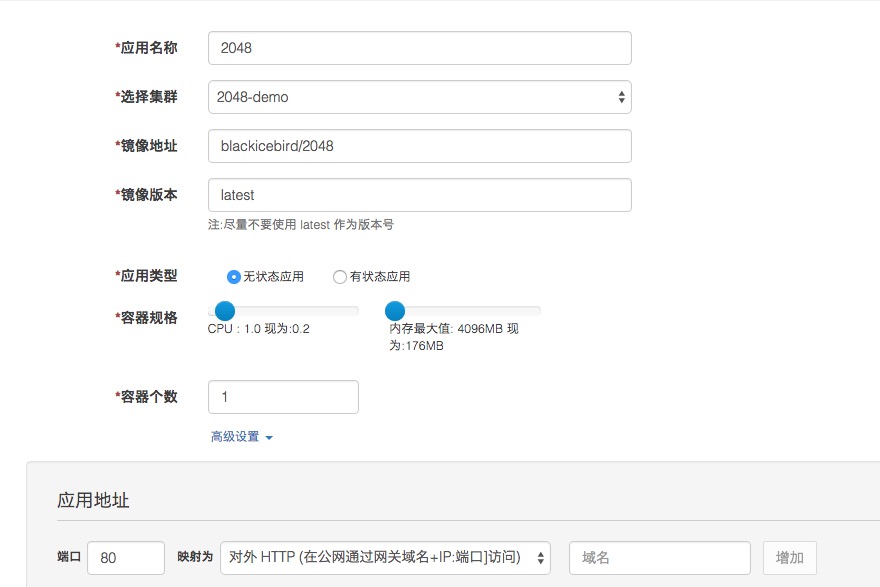 *应用名称 2048
*选择集群 2048-demo
*镜像地址 blackicebird/2048
*镜像版本 latest
注:尽量不要使用 latest 作为版本号
*应用类型 无状态应用 有状态应用
*容器规格
CPU : 1.0 现为:0.2 内存最大值: 4096MB 现
为:176MB
*容器个数 1
高级设置
应用地址
端口 80 映射为 对外 HTTP (在公网通过网关域名+IP:端口]访问) 域名 增加